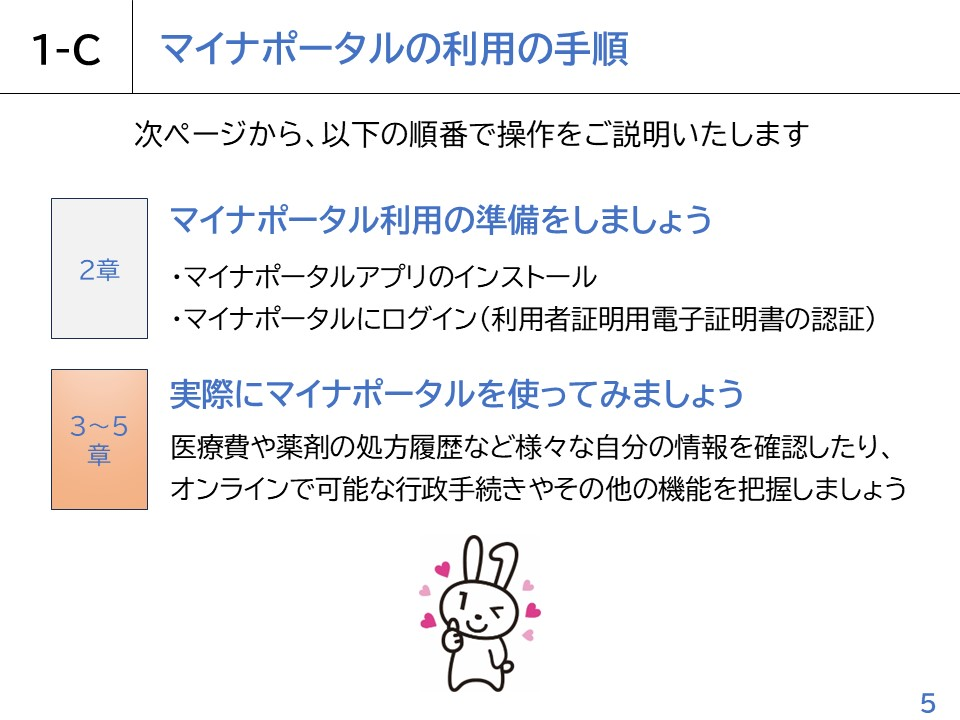 1-C
マイナポータルの利用の手順
次ページから、以下の順番で操作をご説明いたします
2章
マイナポータル利用の準備をしましょう
・マイナポータルアプリのインストール
・マイナポータルにログイン（利用者証明用電子証明書の認証）
3～5
章
実際にマイナポータルを使ってみましょう
医療費や薬剤の処方履歴など様々な自分の情報を確認したり、
オンラインで可能な行政手続きやその他の機能を把握しましょう
5